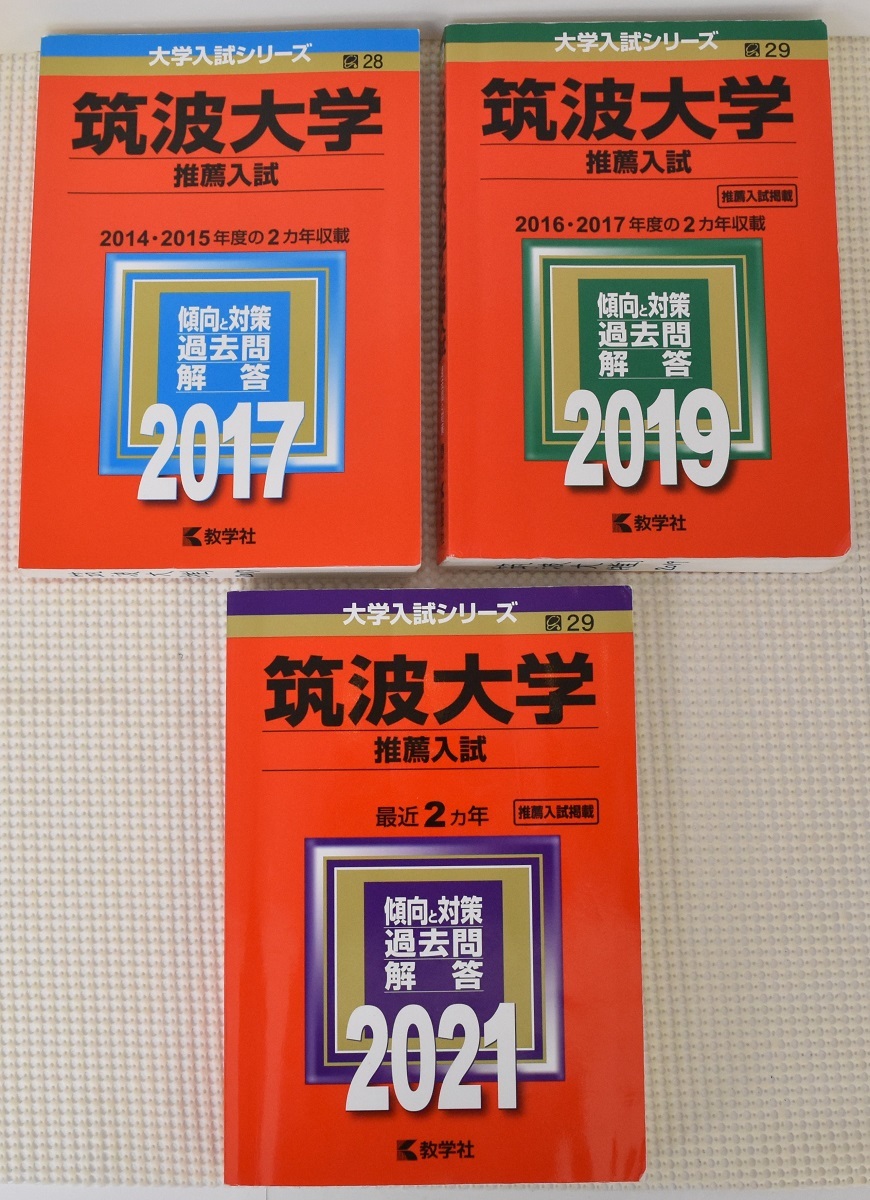 大学入試シリーズ
28
筑波大学
推薦入試
2014・2015年度の2カ年収載
傾向と対策
過去問
解答
2017
教学社
大学入試シリーズ
29
筑波大学
推薦入試
推薦入試掲載
2016・2017年度の2カ年収載
傾向と対策
過去問
解答
2019
教学社
大学入試シリーズ
29
筑波大学
推薦入試
最近2カ年
推薦入試掲載
傾向と対策
過去問
解答
2021
教学社